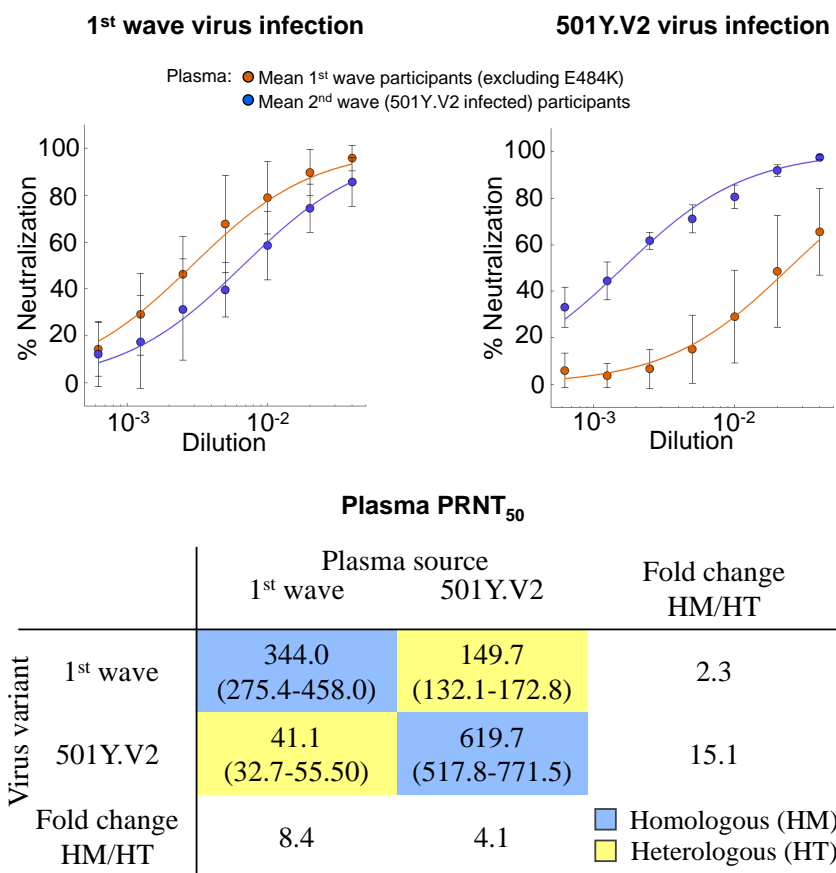 1st wave virus infection
501Y.V2 virus infection
Plasma:
Mean 1st wave participants (excluding E484K)
Mean 2nd wave (501Y.V2 infected) participants
% Neutralization
100
80
60
40
20
0
10-3
10-2
Dilution
% Neutralization
100
80
60
40
20
0
10-3
10-2
Dilution
Plasma PRNT50
Plasma source
1st wave
501Y.V2
Fold change
HM/HT
Virus variant
1st wave
344.0
(275.4-458.0)
149.7
(132.1-172.8)
2.3
501Y.V2
41.1
(32.7-55.50)
619.7
(517.8-771.5)
15.1
Fold change
HM/HT
8.4
4.1
Homologous (HM)
Heterologous (HT)